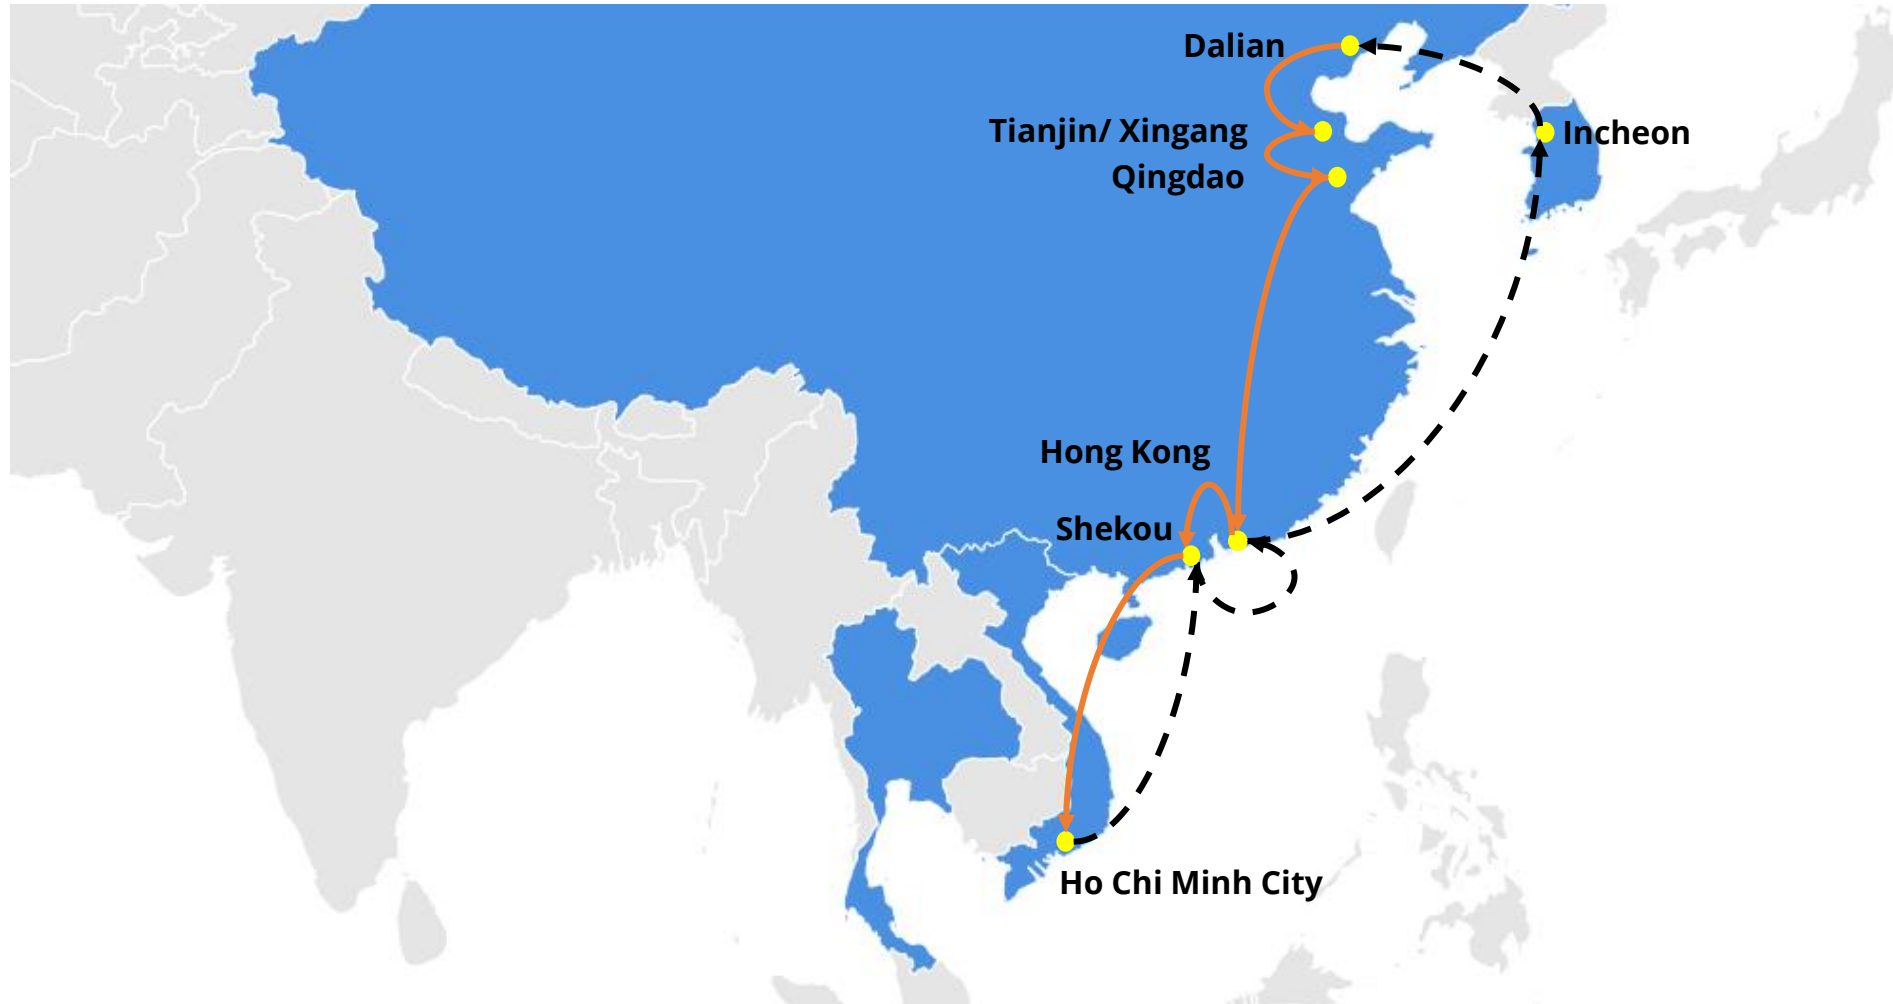 Dalian
Tianjin/ Xingang
Incheon
Qingdao
Hong Kong
Shekou
Ho Chi Minh City